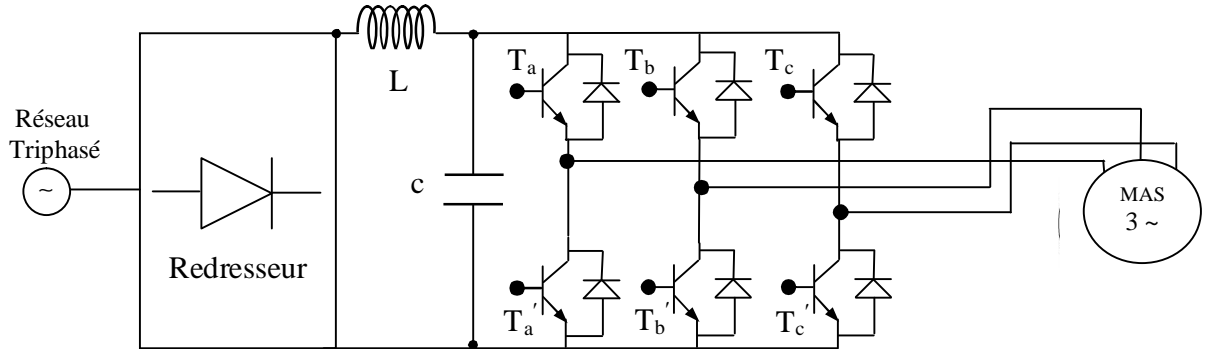 Réseau
Triphasé
~
Redresseur
L
c
Ta
Tb
Tc
Ta′
Tb′
Tc′
MAS
3 ~